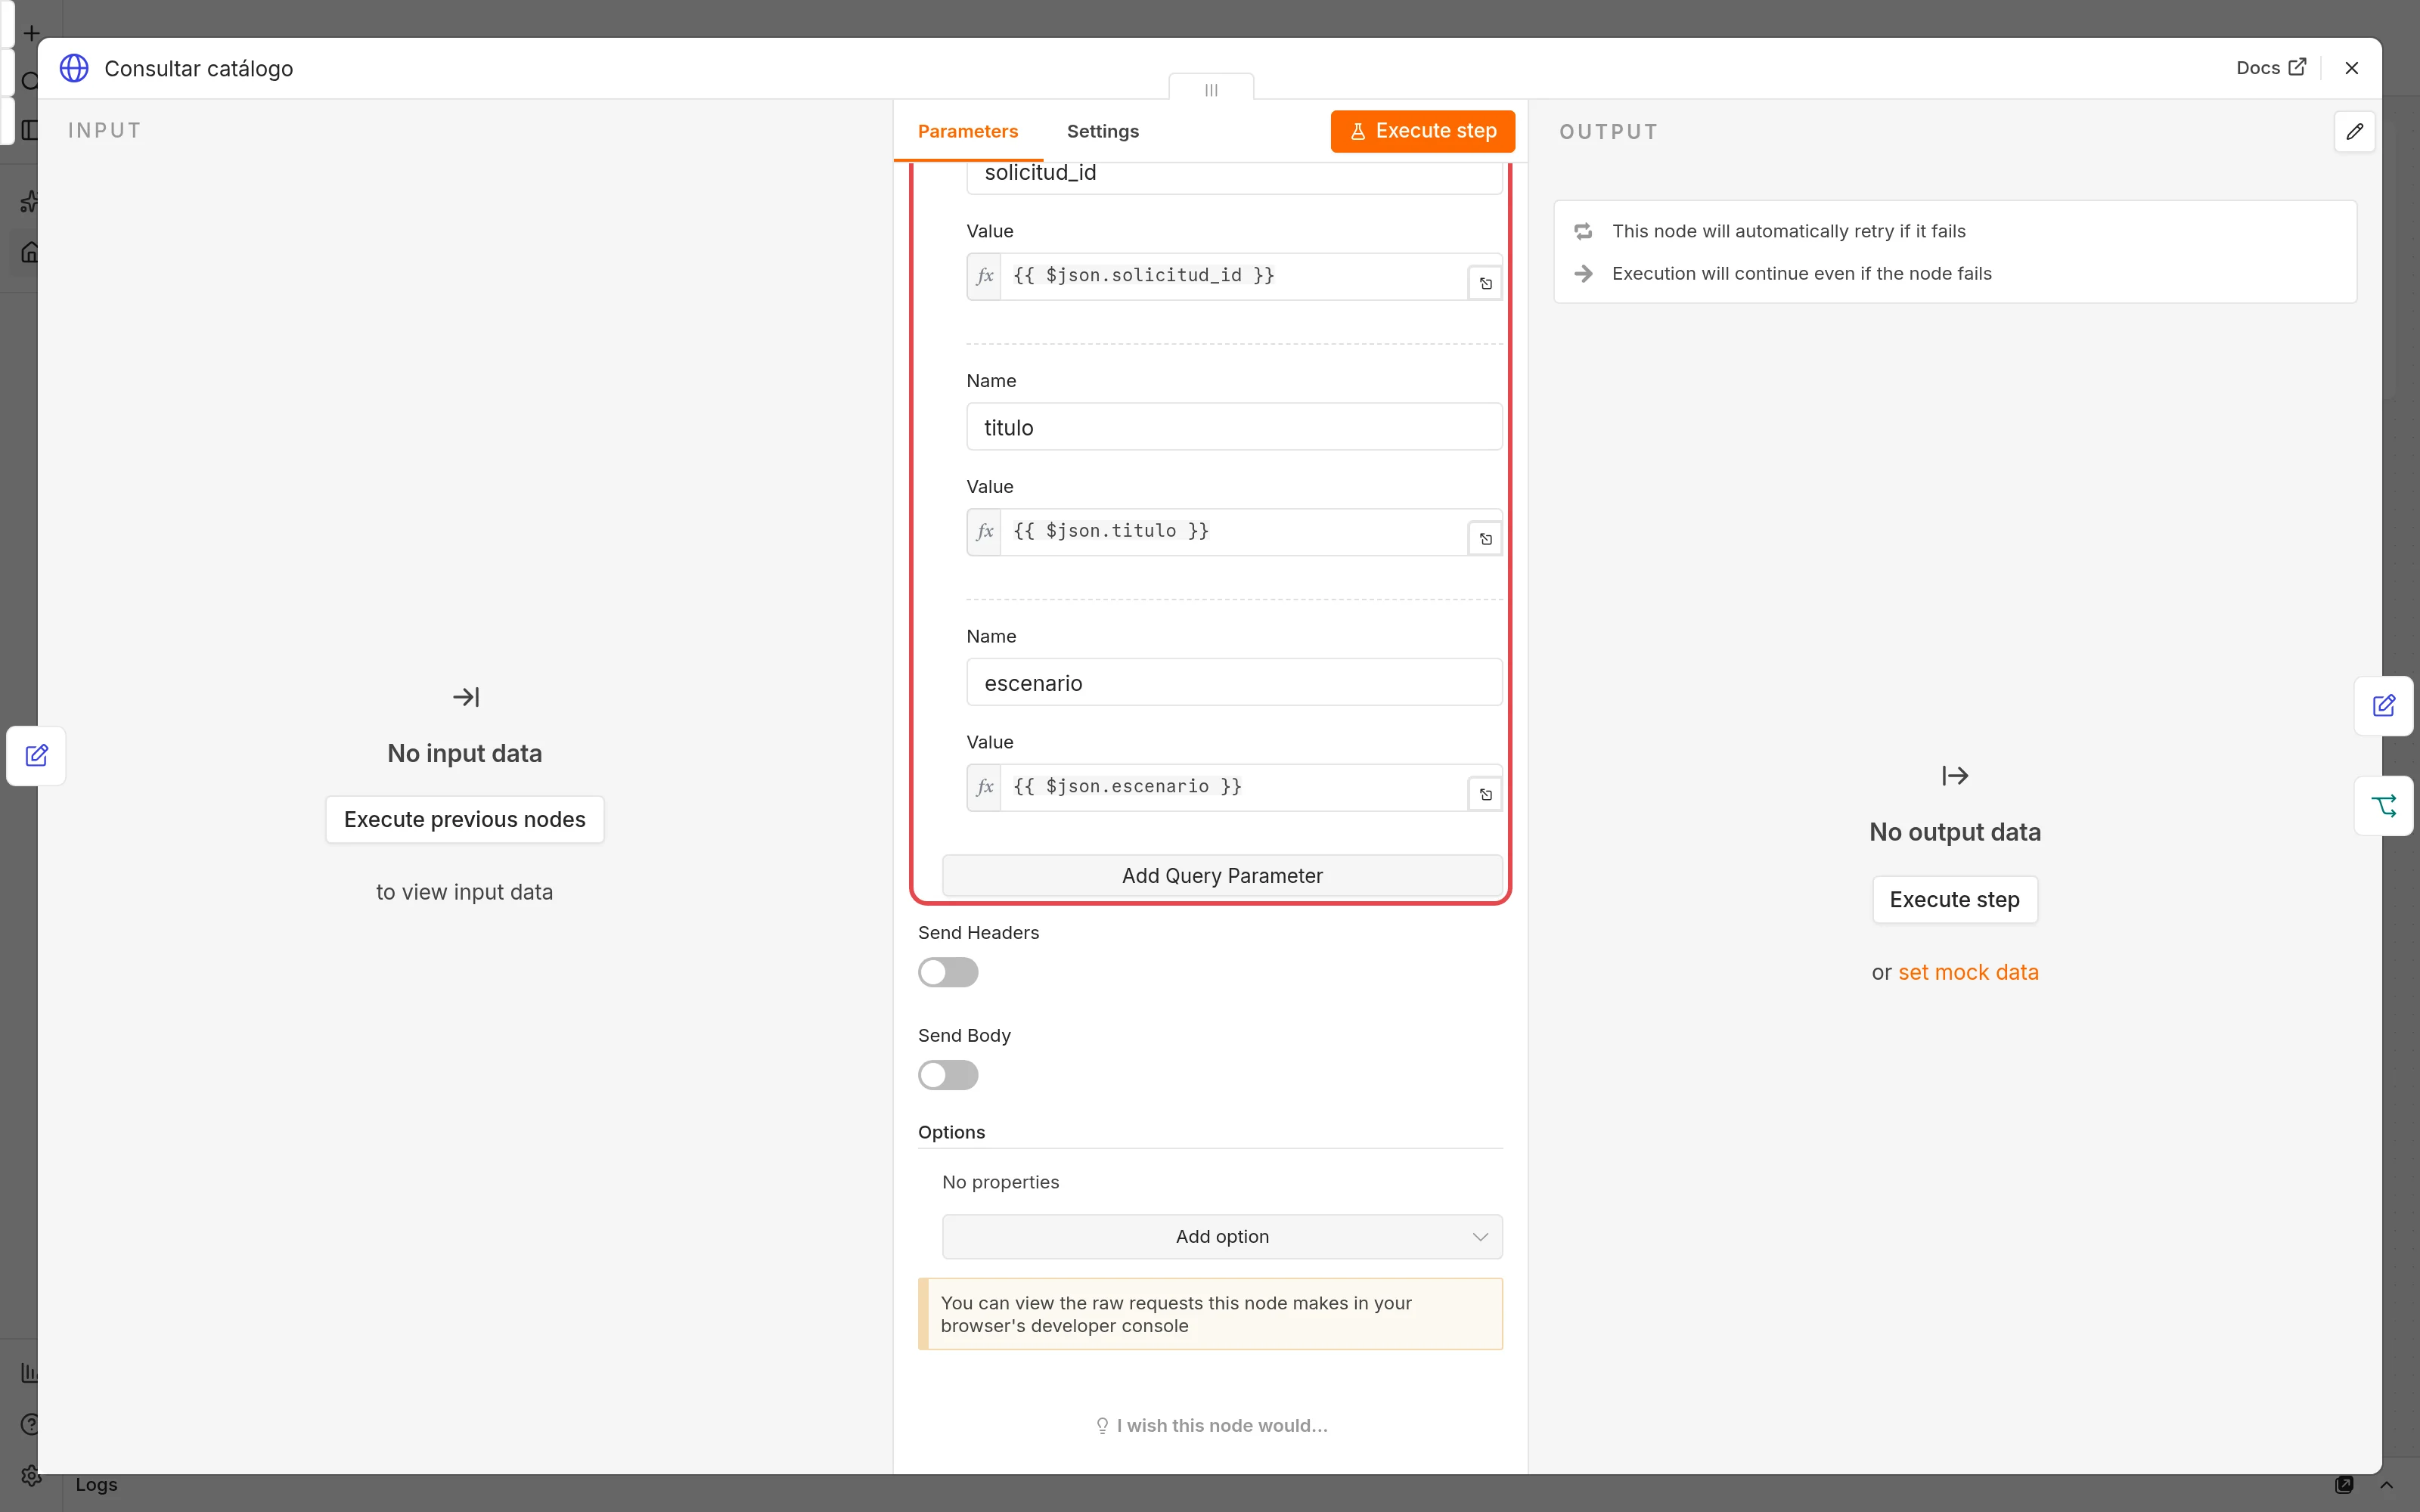 Consultar catálogo
Docs
INPUT
Parameters
Settings
Execute step
OUTPUT
solicitud_id
Value
fx {{ $json.solicitud_id }}
Name
titulo
Value
fx {{ $json.titulo }}
Name
escenario
Value
fx {{ $json.escenario }}
Add Query Parameter
Send Headers
Send Body
Options
No properties
Add option
You can view the raw requests this node makes in your
browser's developer console
I wish this node would...
No input data
Execute previous nodes
to view input data
This node will automatically retry if it fails
Execution will continue even if the node fails
No output data
Execute step
or set mock data
Logs